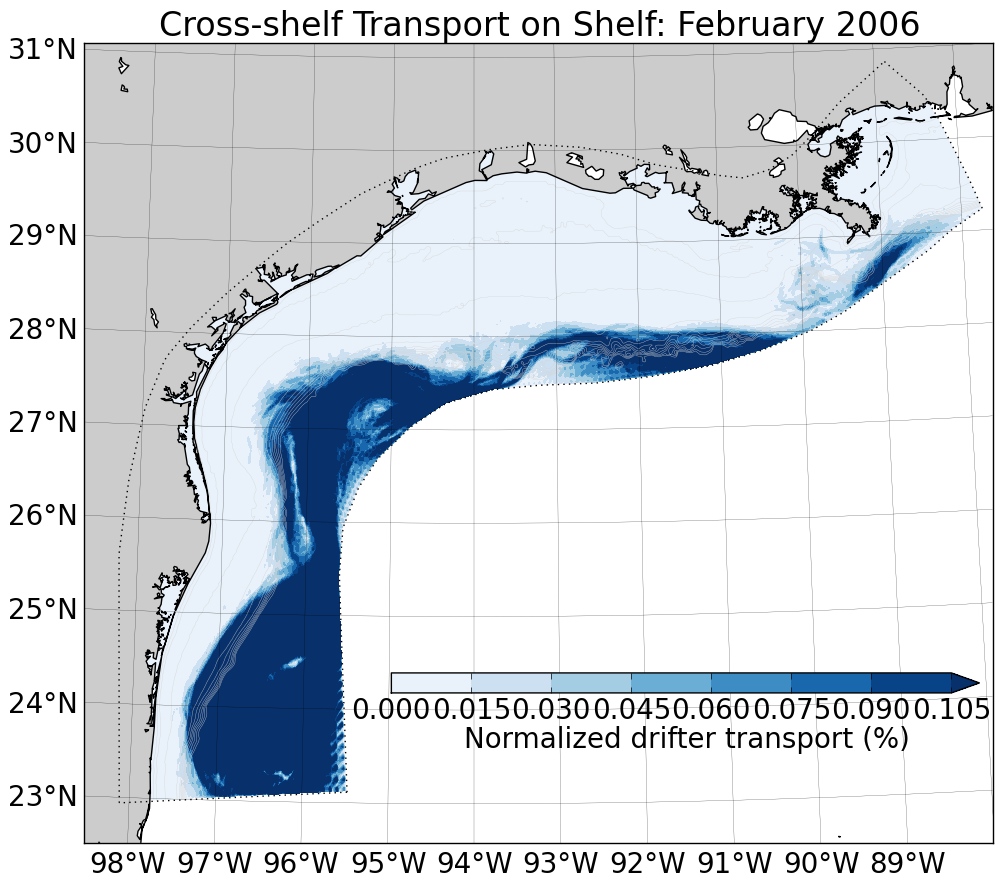 Cross-shelf Transport on Shelf: February 2006
31°N
30°N
29°N
28°N
27°N
26°N
25°N
24°N
23°N
0.000 0.015 0.030 0.045 0.060 0.075 0.090 0.105
Normalized drifter transport (%)
98°W 97°W 96°W 95°W 94°W 93°W 92°W 91°W 90°W 89°W